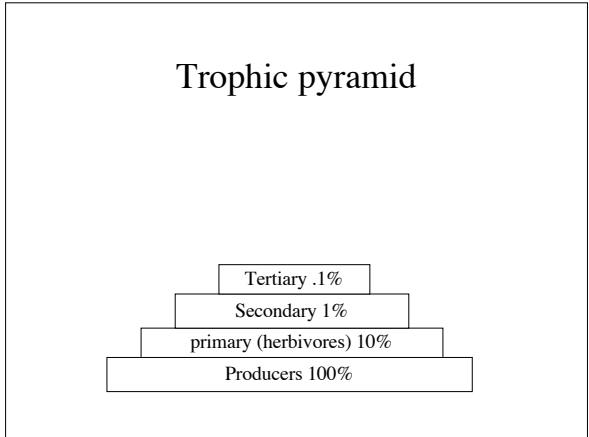 Trophic pyramid
Tertiary .1%
Secondary 1%
primary (herbivores) 10%
Producers 100%